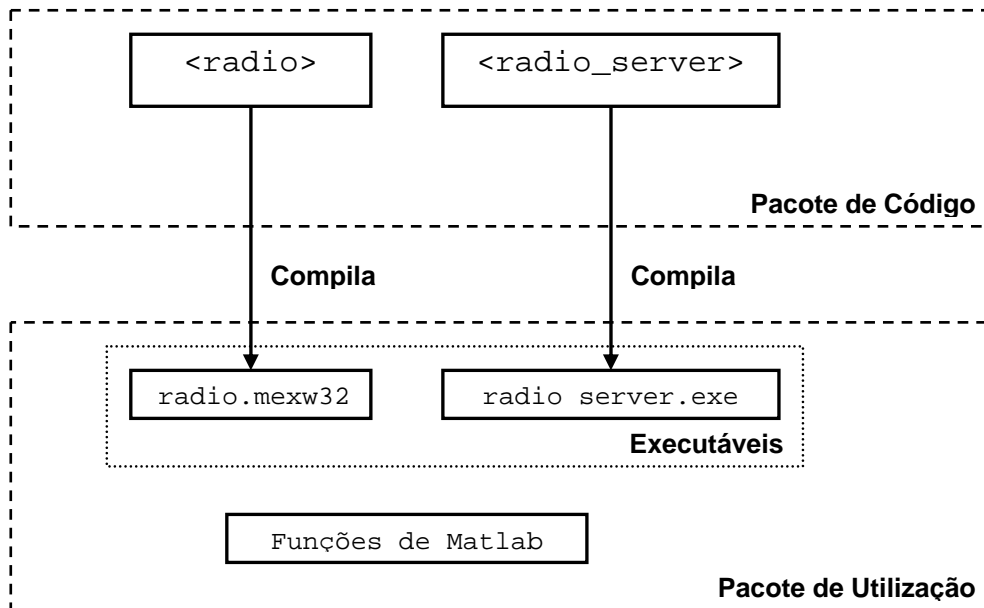 <radio> <radio_server>
Pacote de Código
Compila Compila
radio.mexw32 radio server.exe
Executáveis
Funções de Matlab
Pacote de Utilização